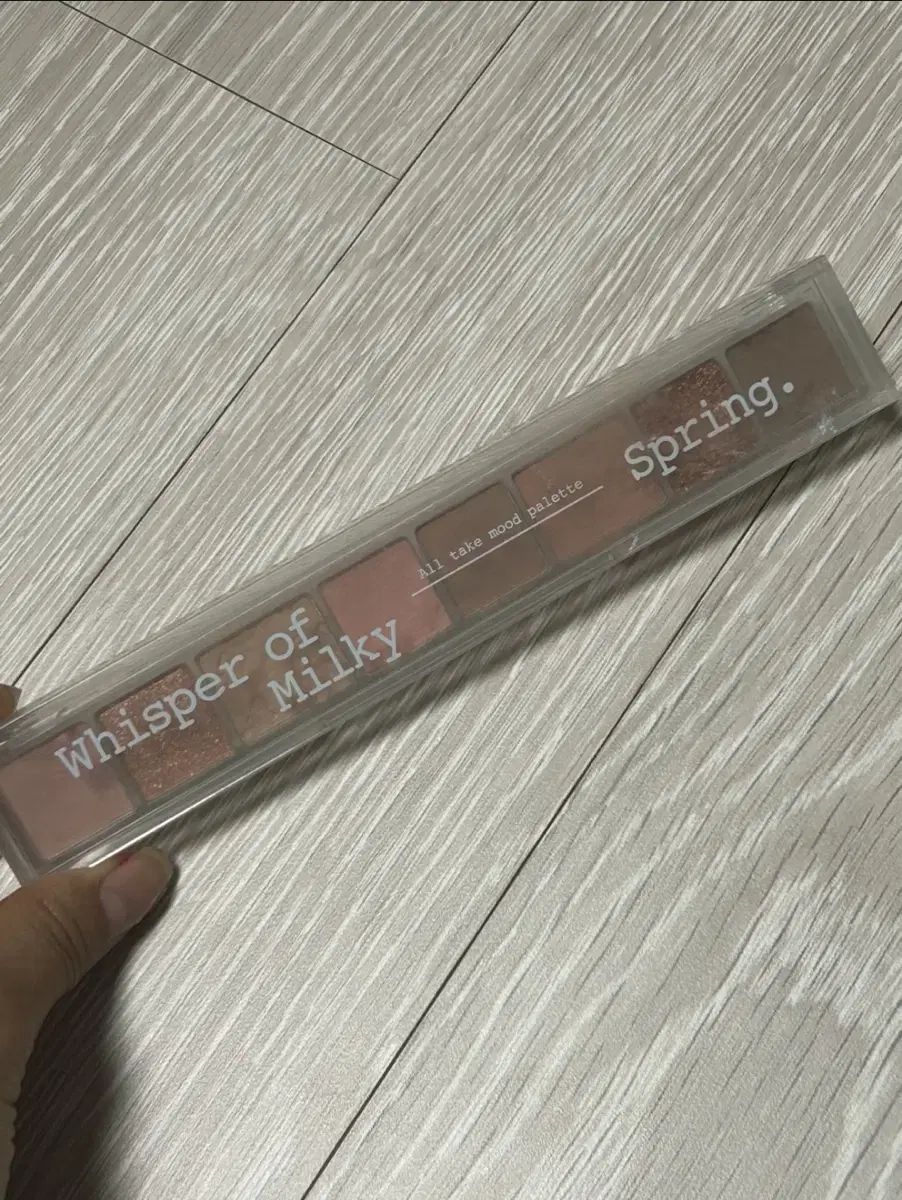 Whisper of
Milky
All take mood palette
Spring.